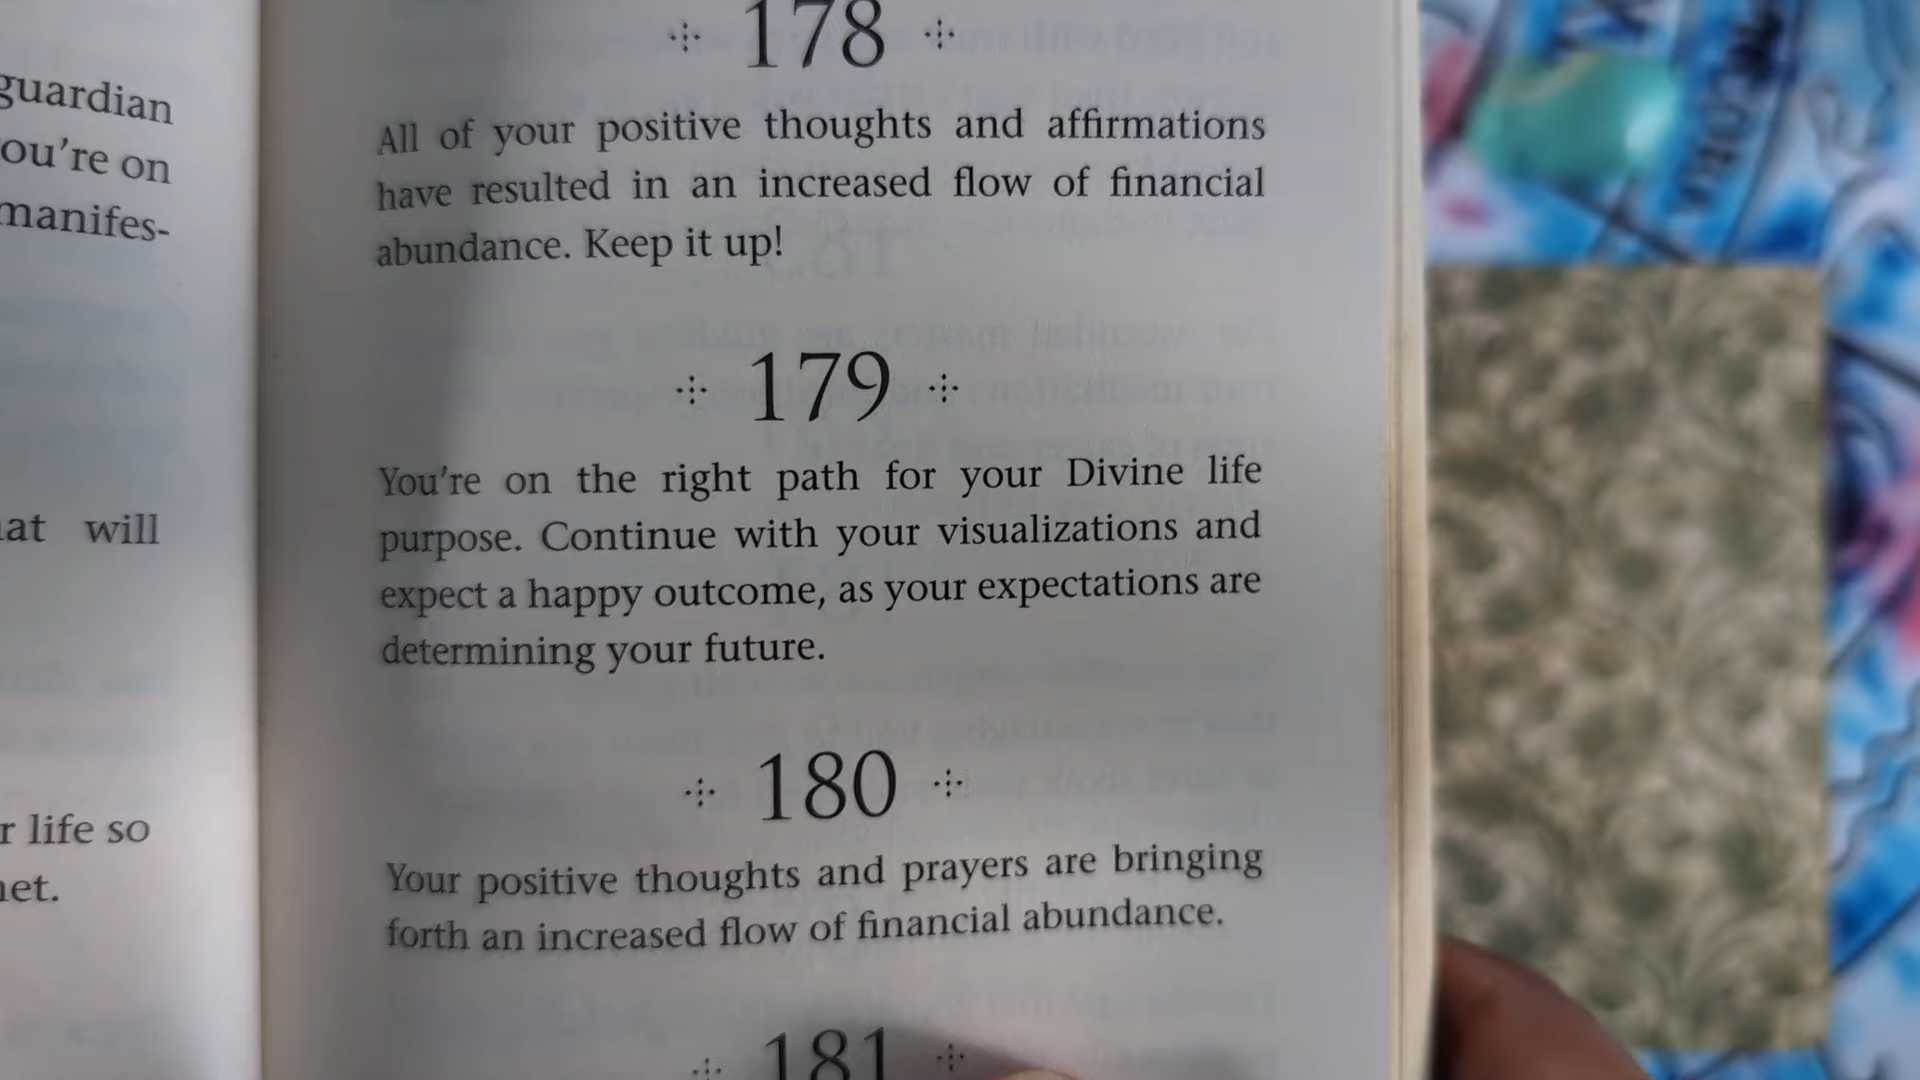 guardian
ou're on
manifes-
at will
r life so
net.
178
All of your positive thoughts and affirmations
have resulted in an increased flow of financial
abundance. Keep it up!
179
You're on the right path for your Divine life
purpose. Continue with your visualizations and
expect a happy outcome, as your expectations are
determining your future.
180
Your positive thoughts and prayers are bringing
forth an increased flow of financial abundance.
181